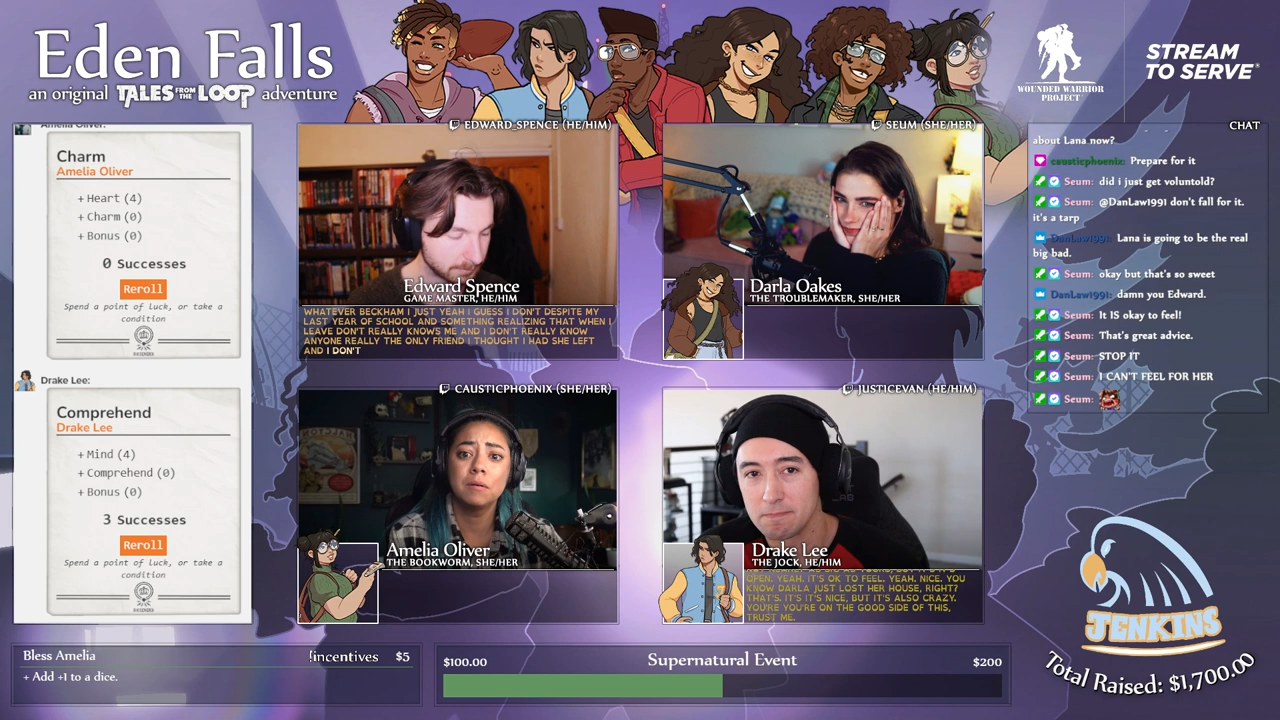 Eden Falls
an original TALES FROM THE LOOP adventure
WOUNDED WARRIOR
PROJECT
STREAM
TO SERVE
Amelia Oliver:
Charm
Amelia Oliver
+ Heart (4)
+ Charm (0)
+ Bonus (0)
0 Successes
Reroll
Spend a point of luck, or take a
condition
Drake Lee:
Comprehend
Drake Lee
+ Mind (4)
+ Comprehend (0)
+ Bonus (0)
3 Successes
Reroll
Spend a point of luck, or take a
condition
EDWARD_SPENCE (HE/HIM)
Edward Spence
GAME MASTER, HE/HIM
WHATEVER BECKHAM I JUST YEAH I GUESS I DON'T DESPITE MY
LAST YEAR OF SCHOOL AND SOMETHING REALIZING THAT WHEN I
LEAVE DON'T REALLY KNOWS ME AND I DON'T REALLY KNOW
ANYONE REALLY THE ONLY FRIEND I THOUGHT I HAD SHE LEFT
AND I DON'T
SEUM (SHE/HER)
Darla Oakes
THE TROUBLEMAKER, SHE/HER
CAUSTICPHOENIX (SHE/HER)
Amelia Oliver
THE BOOKWORM, SHE/HER
JUSTICEVAN (HE/HIM)
Drake Lee
THE JOCK, HE/HIM
OPEN. YEAH. IT'S OK TO FEEL. YEAH. NICE. YOU
KNOW DARLA JUST LOST HER HOUSE, RIGHT?
THAT'S. IT'S IT'S NICE, BUT IT'S ALSO CRAZY.
YOU'RE YOU'RE ON THE GOOD SIDE OF THIS,
TRUST ME.
CHAT
about Lana now?
causticphoenix: Prepare for it
Seum: did i just get voluntold?
Seum: @DanLaw1991 don't fall for it.
it's a tarp
DanLaw1991: Lana is going to be the real
big bad.
Seum: okay but that's so sweet
DanLaw1991: damn you Edward.
Seum: It IS okay to feel!
Seum: That's great advice.
Seum: STOP IT
Seum: I CAN'T FEEL FOR HER
Seum:
JENKINS
Total Raised: $1,700.00
Bless Amelia
!incentives $5
+ Add +1 to a dice.
$100.00
Supernatural Event
$200